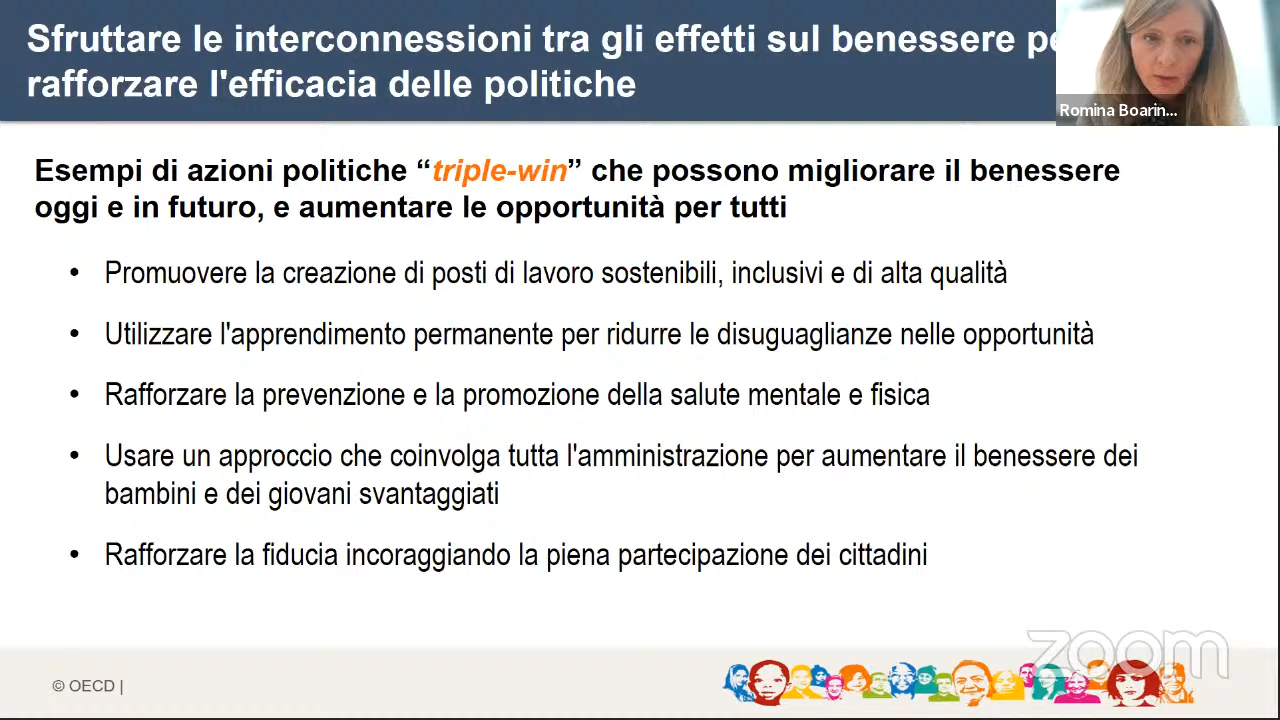 Sfruttare le interconnessioni tra gli effetti sul benessere
rafforzare l'efficacia delle politiche
Romina Boarin...
Esempi di azioni politiche “triple-win” che possono migliorare il benessere
oggi e in futuro, e aumentare le opportunità per tutti
• Promuovere la creazione di posti di lavoro sostenibili, inclusivi e di alta qualità
• Utilizzare l'apprendimento permanente per ridurre le disuguaglianze nelle opportunità
• Rafforzare la prevenzione e la promozione della salute mentale e fisica
• Usare un approccio che coinvolga tutta l'amministrazione per aumentare il benessere dei
bambini e dei giovani svantaggiati
• Rafforzare la fiducia incoraggiando la piena partecipazione dei cittadini
© OECD |
zoom